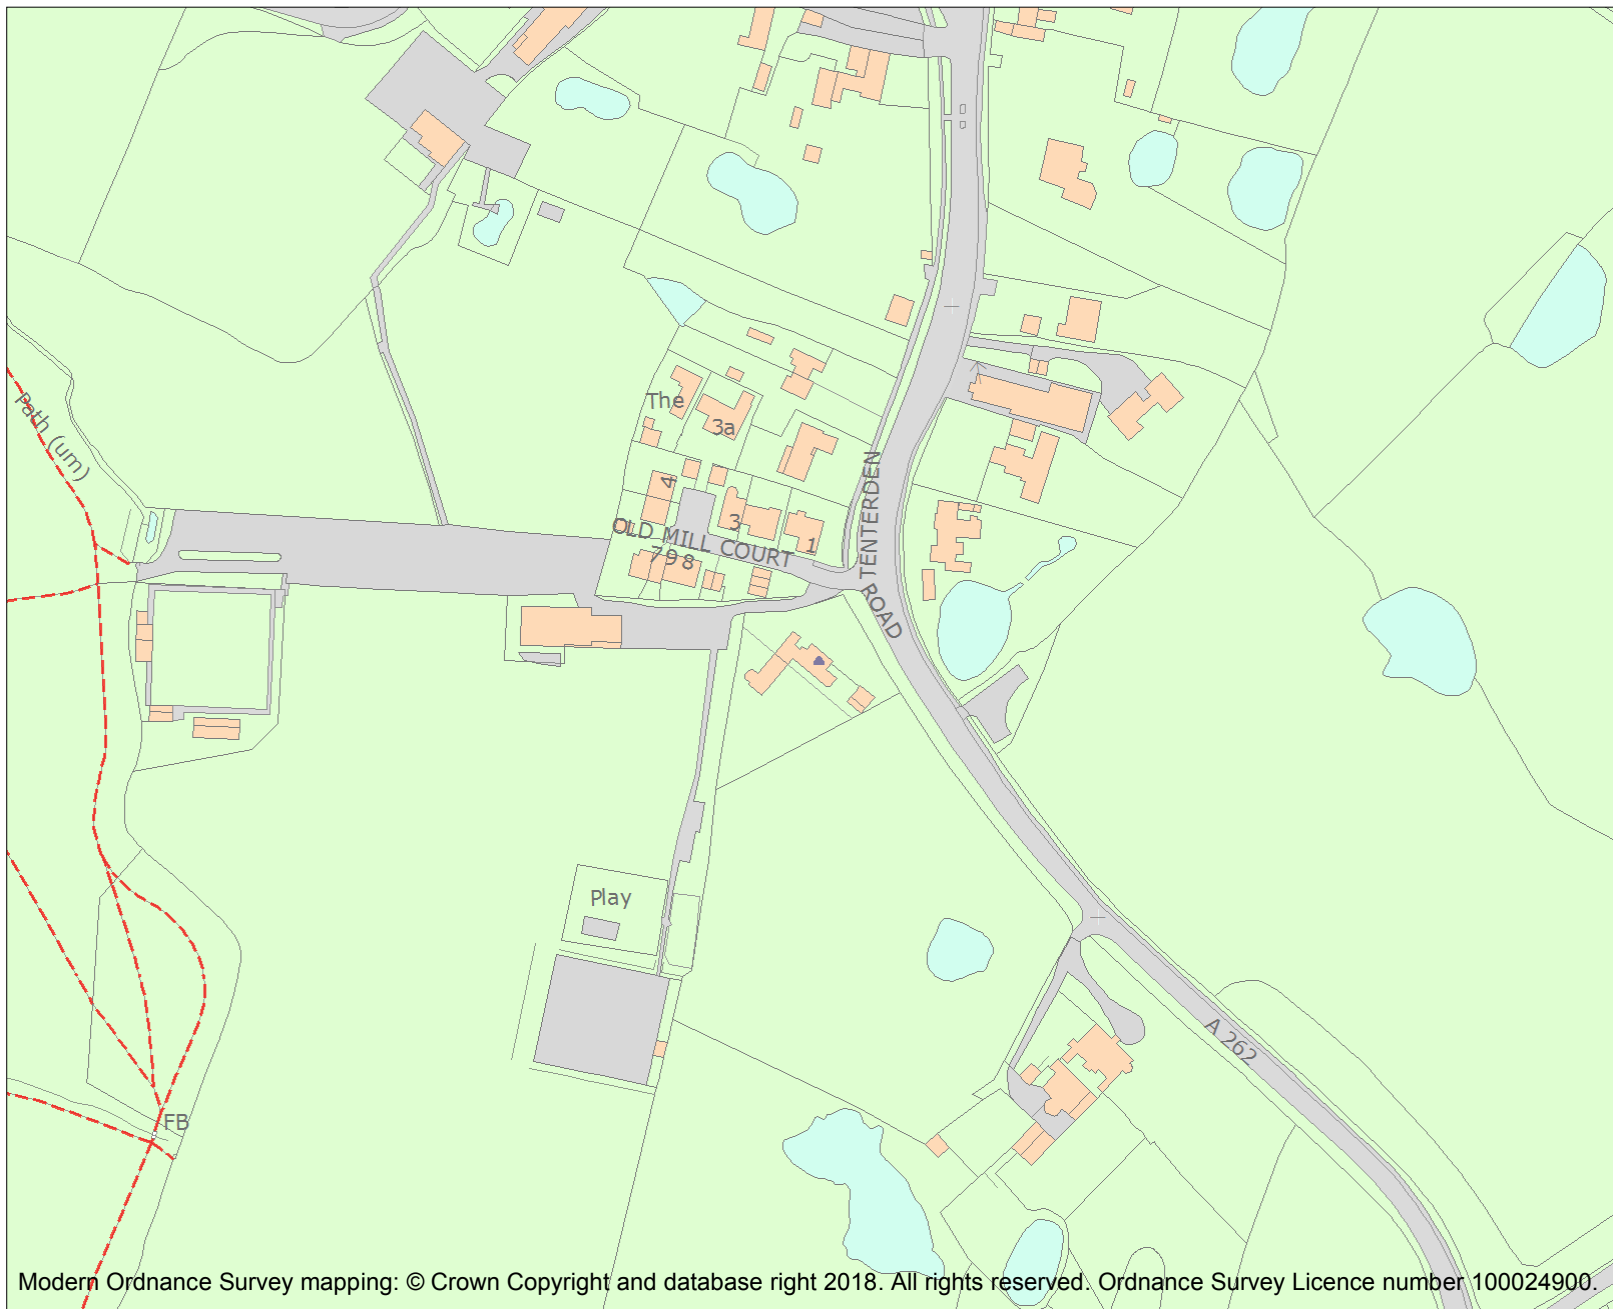 The
3a
4
TENTERDEN
Path (um)
3
OLD MILL COURT
1
7 9 8
ROAD
Play
A 262
FB
Modern Ordnance Survey mapping: © Crown Copyright and database right 2018. All rights reserved. Ordnance Survey Licence number 100024900.